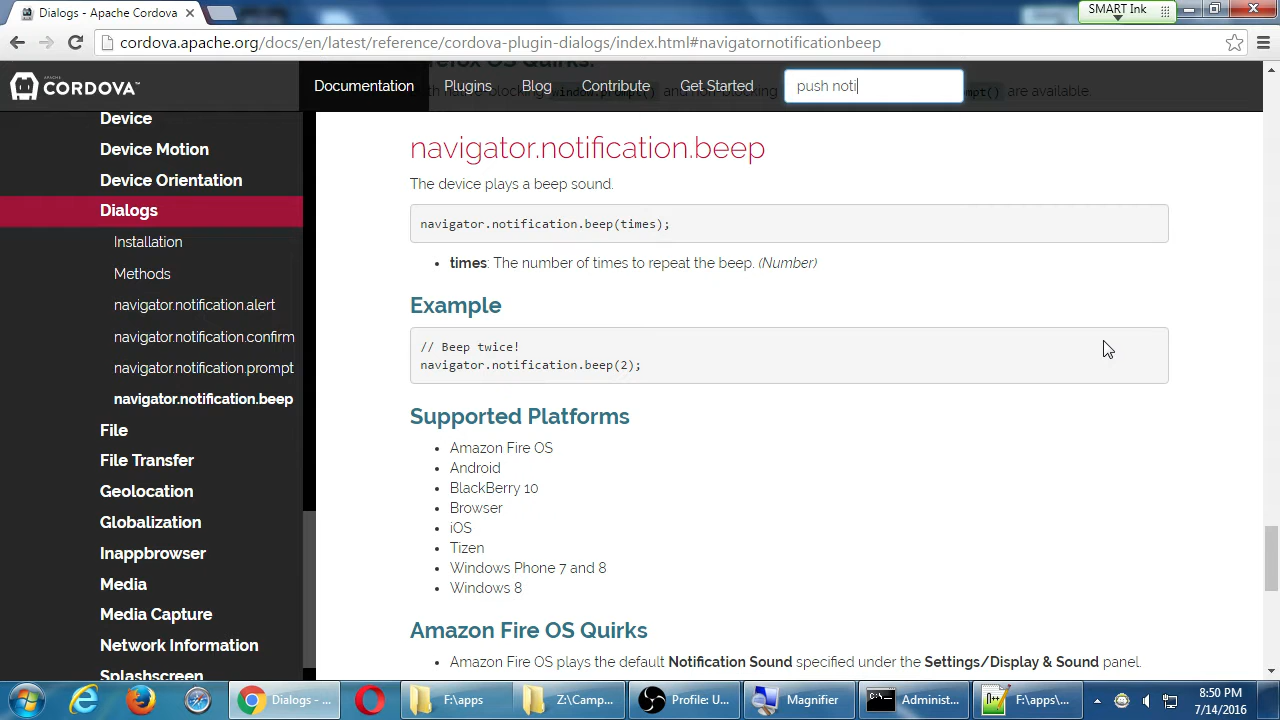 Dialogs - Apache Cordova
SMART Ink
cordova.apache.org/docs/en/latest/reference/cordova-plugin-dialogs/index.html#navigatornotificationbeep
APACHE
CORDOVA™
Documentation
Plugins
Blog
Contribute
Get Started
push noti
window.prompt() and non-blocking
are available.
Device
Device Motion
Device Orientation
Dialogs
Installation
Methods
navigator.notification.alert
navigator.notification.confirm
navigator.notification.prompt
navigator.notification.beep
File
File Transfer
Geolocation
Globalization
Inappbrowser
Media
Media Capture
Network Information
Splashscreen
navigator.notification.beep
The device plays a beep sound.
navigator.notification.beep(times);
• times: The number of times to repeat the beep. (Number)
Example
// Beep twice!
navigator.notification.beep(2);
Supported Platforms
• Amazon Fire OS
• Android
• BlackBerry 10
• Browser
• iOS
• Tizen
• Windows Phone 7 and 8
• Windows 8
Amazon Fire OS Quirks
• Amazon Fire OS plays the default Notification Sound specified under the Settings/Display & Sound panel.
Dialogs - ...
F:\apps
Z:\Camp...
Profile: U...
Magnifier
Administ...
F:\apps\...
8:50 PM
7/14/2016